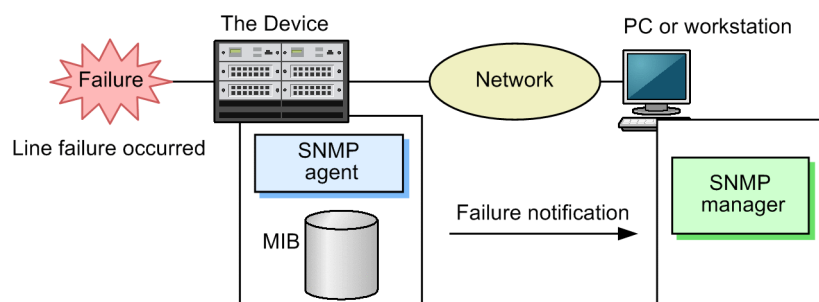 The Device
PC or workstation
Failure
Network
Line failure occurred
SNMP
agent
SNMP
manager
Failure notification
MIB